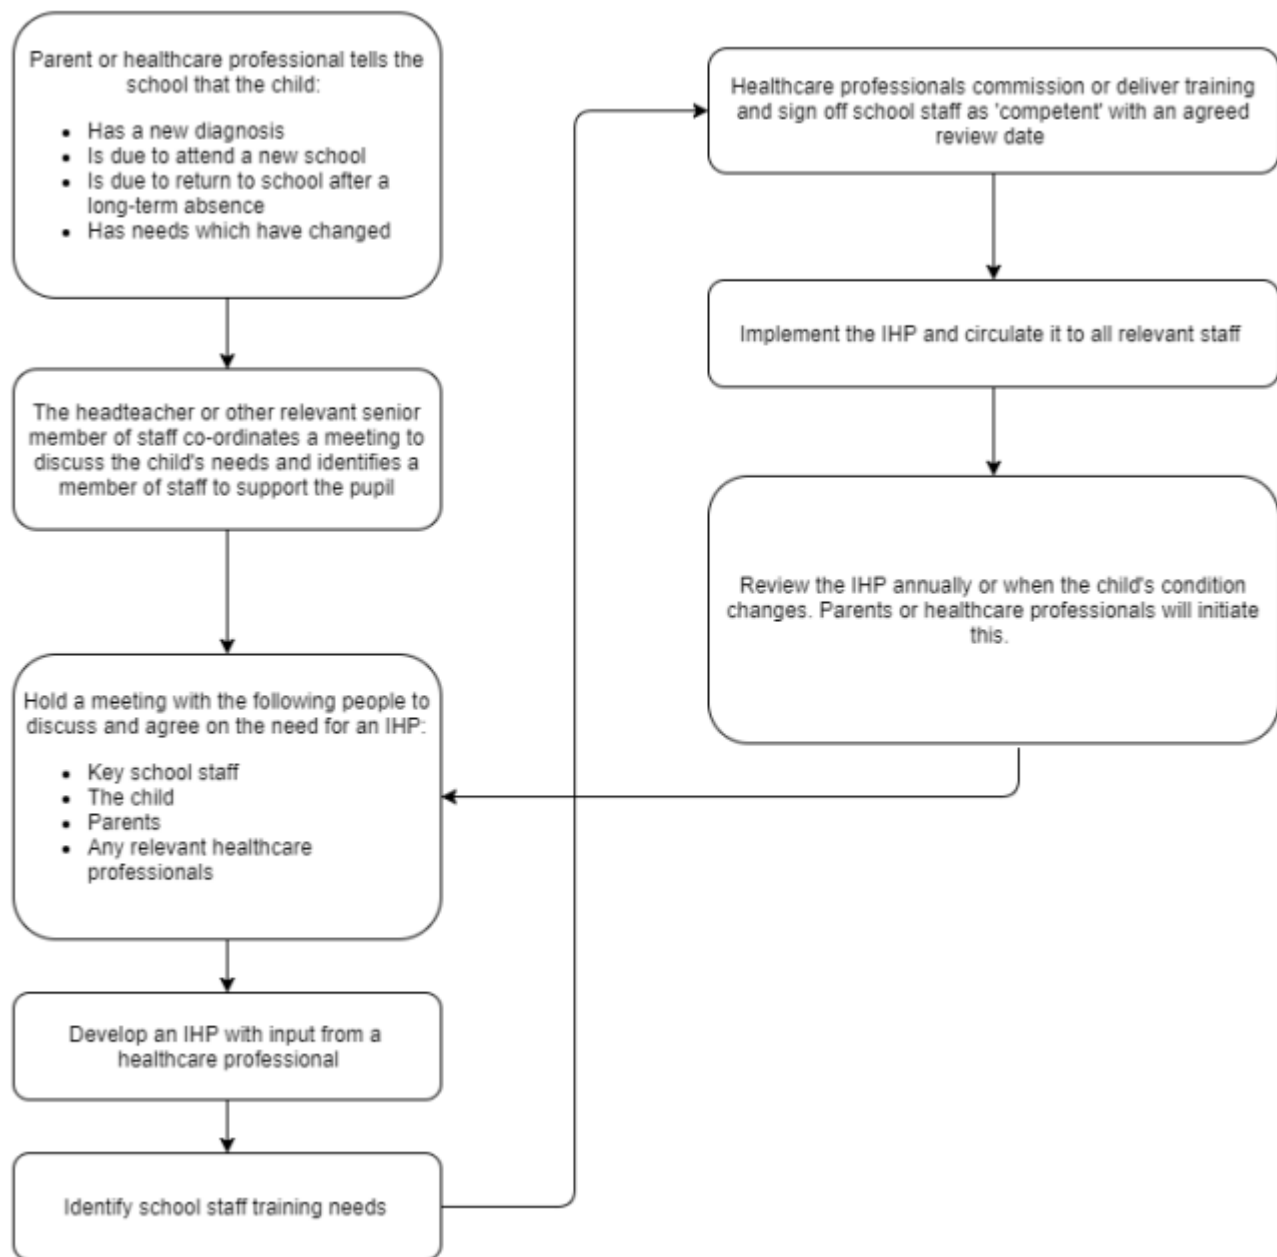 Parent or healthcare professional tells the
school that the child:
• Has a new diagnosis
• Is due to attend a new school
• Is due to return to school after a
long-term absence
• Has needs which have changed
The headteacher or other relevant senior
member of staff co-ordinates a meeting to
discuss the child's needs and identifies a
member of staff to support the pupil
Hold a meeting with the following people to
discuss and agree on the need for an IHP:
• Key school staff
• The child
• Parents
• Any relevant healthcare
professionals
Develop an IHP with input from a
healthcare professional
Identify school staff training needs
Healthcare professionals commission or deliver training
and sign off school staff as 'competent' with an agreed
review date
Implement the IHP and circulate it to all relevant staff
Review the IHP annually or when the child's condition
changes. Parents or healthcare professionals will initiate
this.